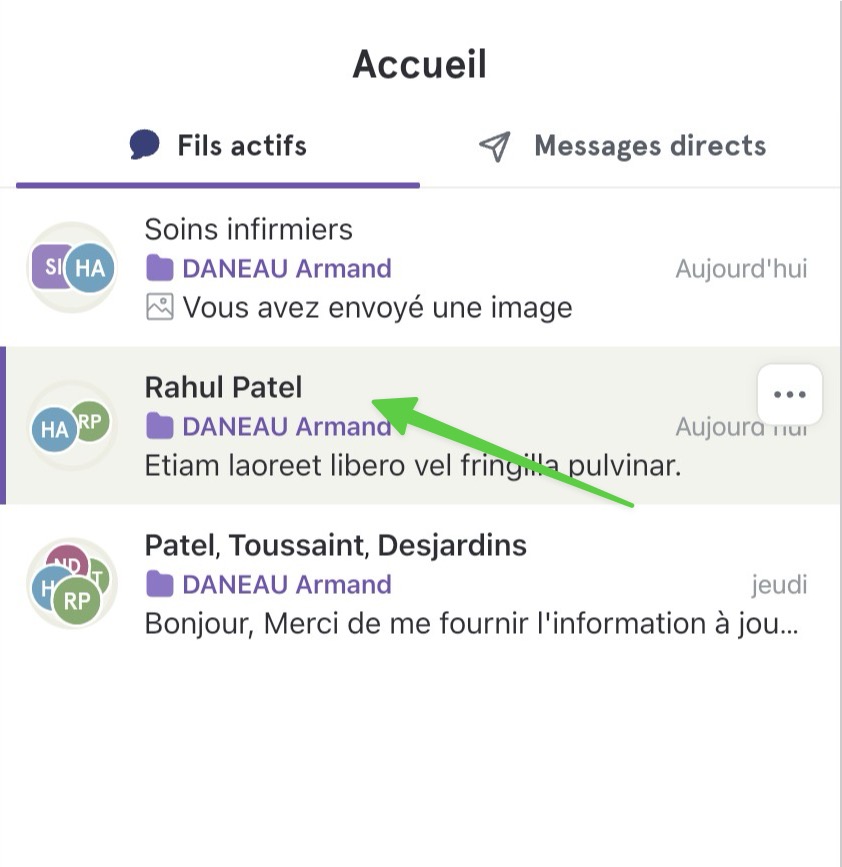 Accueil
Fils actifs
Messages directs
Soins infirmiers
SI HA
DANEAU Armand
Aujourd'hui
Vous avez envoyé une image
Rahul Patel
HA RP
DANEAU Armand
Aujourd'hui
Etiam laoreet libero vel fringilla pulvinar.
Patel, Toussaint, Desjardins
ND
H T
RP
DANEAU Armand
jeudi
Bonjour, Merci de me fournir l'information à jou...